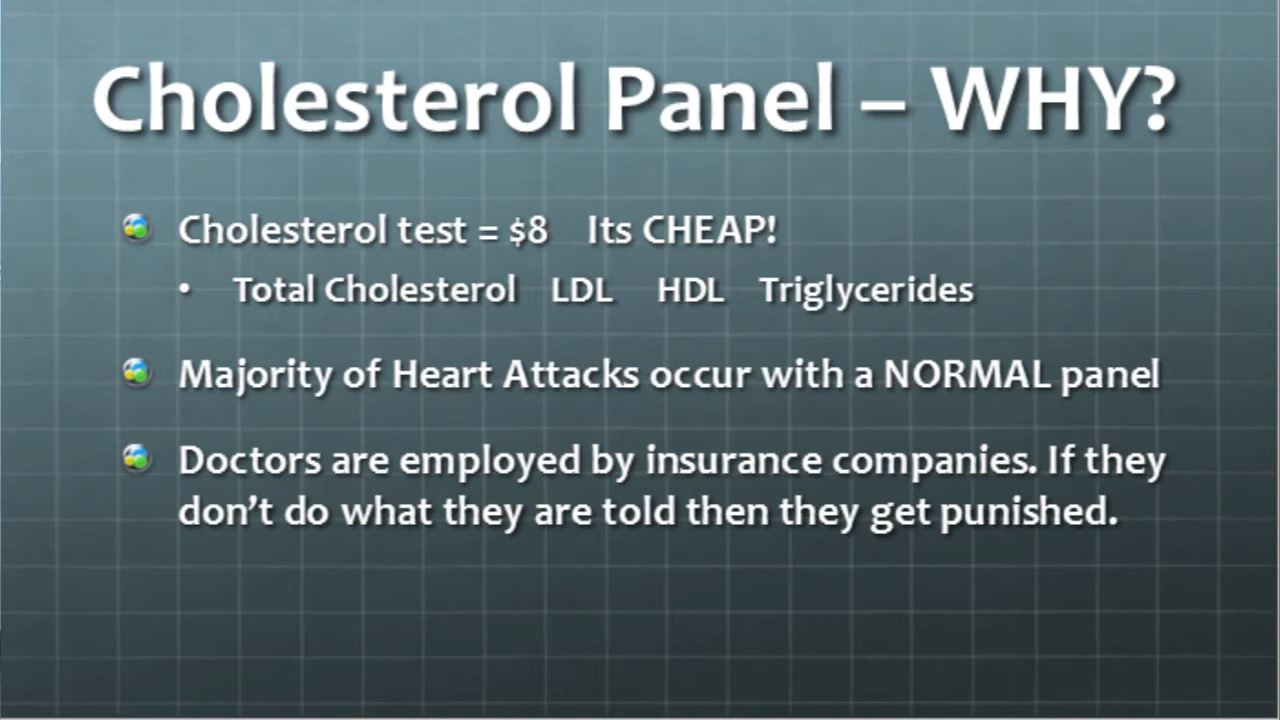 Cholesterol Panel – WHY?
Cholesterol test = $8 Its CHEAP!
• Total Cholesterol LDL HDL Triglycerides
Majority of Heart Attacks occur with a NORMAL panel
Doctors are employed by insurance companies. If they
don’t do what they are told then they get punished.